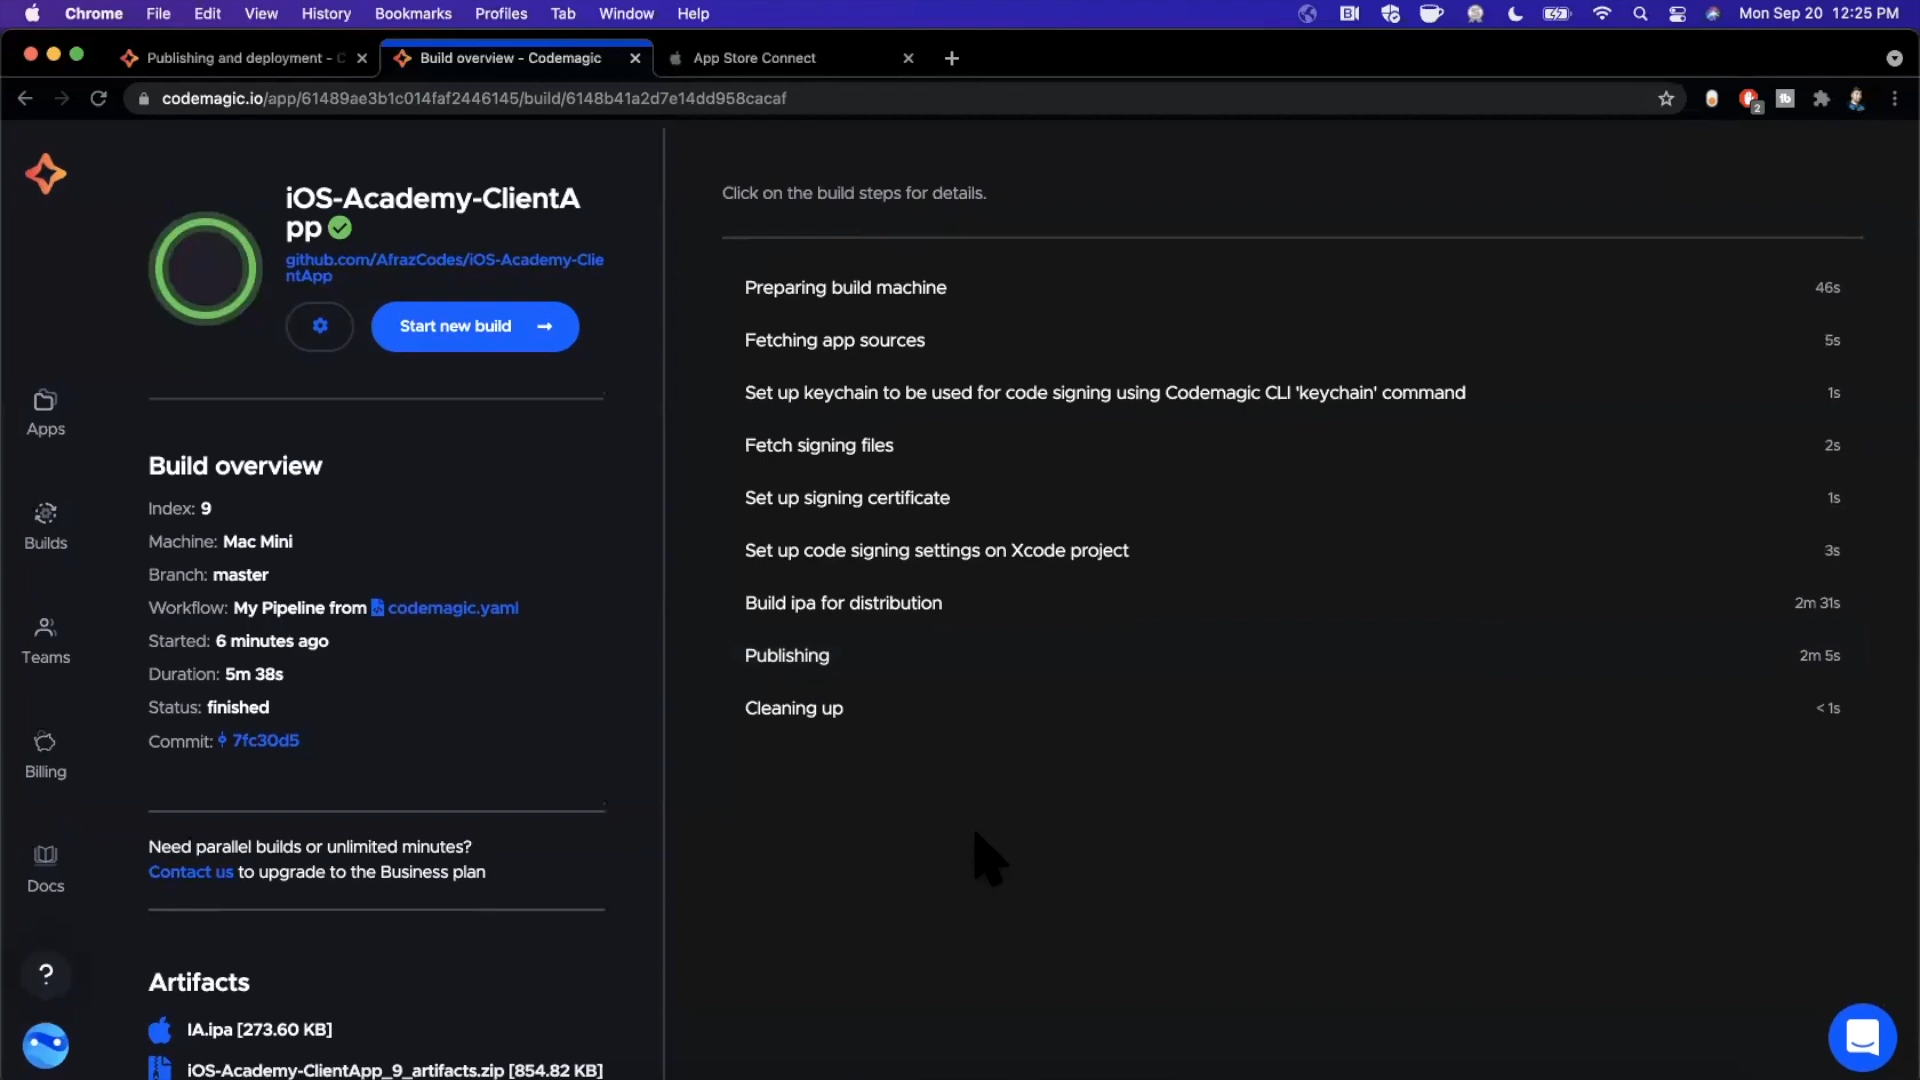 Chrome File Edit View History Bookmarks Profiles Tab Window Help
Mon Sep 20 12:25 PM
Publishing and deployment - C
Build overview - Codemagic
App Store Connect
codemagic.io/app/61489ae3b1c014faf2446145/build/6148b41a2d7e14dd958cacaf
2
tb
iOS-Academy-ClientA
pp
github.com/AfrazCodes/iOS-Academy-Clie
ntApp
Start new build →
Apps
Builds
Teams
Billing
Docs
?
Build overview
Index: 9
Machine: Mac Mini
Branch: master
Workflow: My Pipeline from codemagic.yaml
Started: 6 minutes ago
Duration: 5m 38s
Status: finished
Commit: 7fc30d5
Need parallel builds or unlimited minutes?
Contact us to upgrade to the Business plan
Artifacts
IA.ipa [273.60 KB]
iOS-Academy-ClientApp_9_artifacts.zip [854.82 KB]
Click on the build steps for details.
Preparing build machine 46s
Fetching app sources 5s
Set up keychain to be used for code signing using Codemagic CLI 'keychain' command 1s
Fetch signing files 2s
Set up signing certificate 1s
Set up code signing settings on Xcode project 3s
Build ipa for distribution 2m 31s
Publishing 2m 5s
Cleaning up < 1s